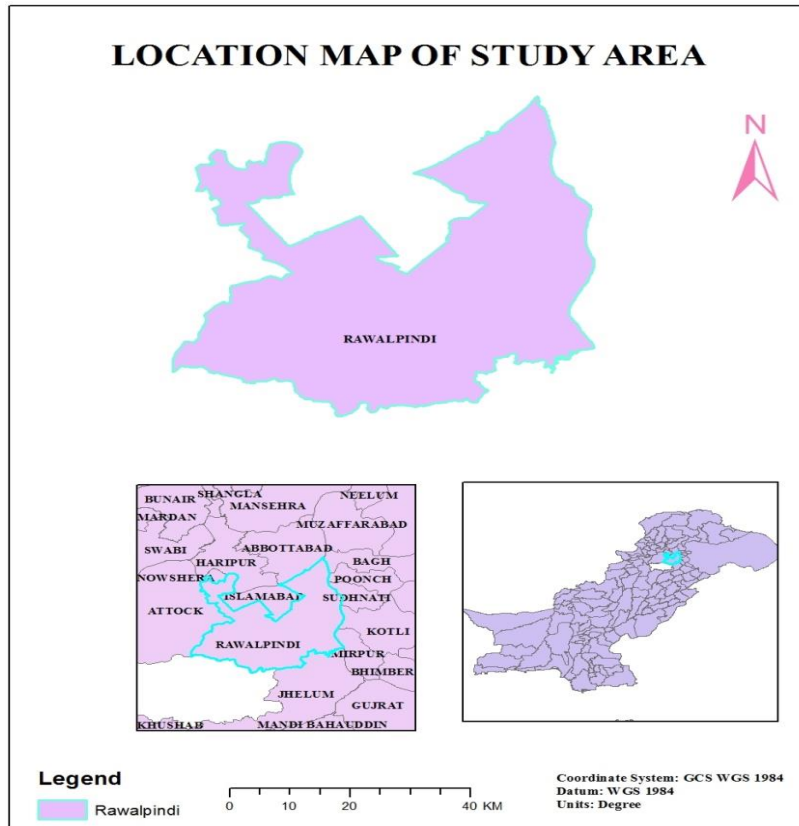 LOCATION MAP OF STUDY AREA
N
RAWALPINDI
BUNAIR
SHANGLA
NEELUM
MANSEHRA
MARDAN
MUZAFFARABAD
SWABI
ABBOTTABAD
HARIPUR
BAGH
NOWSHERA
POONCH
ISLAMABAD
SUDHNATI
ATTOCK
KOTLI
RAWALPINDI
MIRPUR
BHIMBER
JHELUM
GUJRAT
KHUSHAB
MANDI BAHAUDDIN
Legend
Rawalpindi
0 10 20 40 KM
Coordinate System: GCS WGS 1984
Datum: WGS 1984
Units: Degree